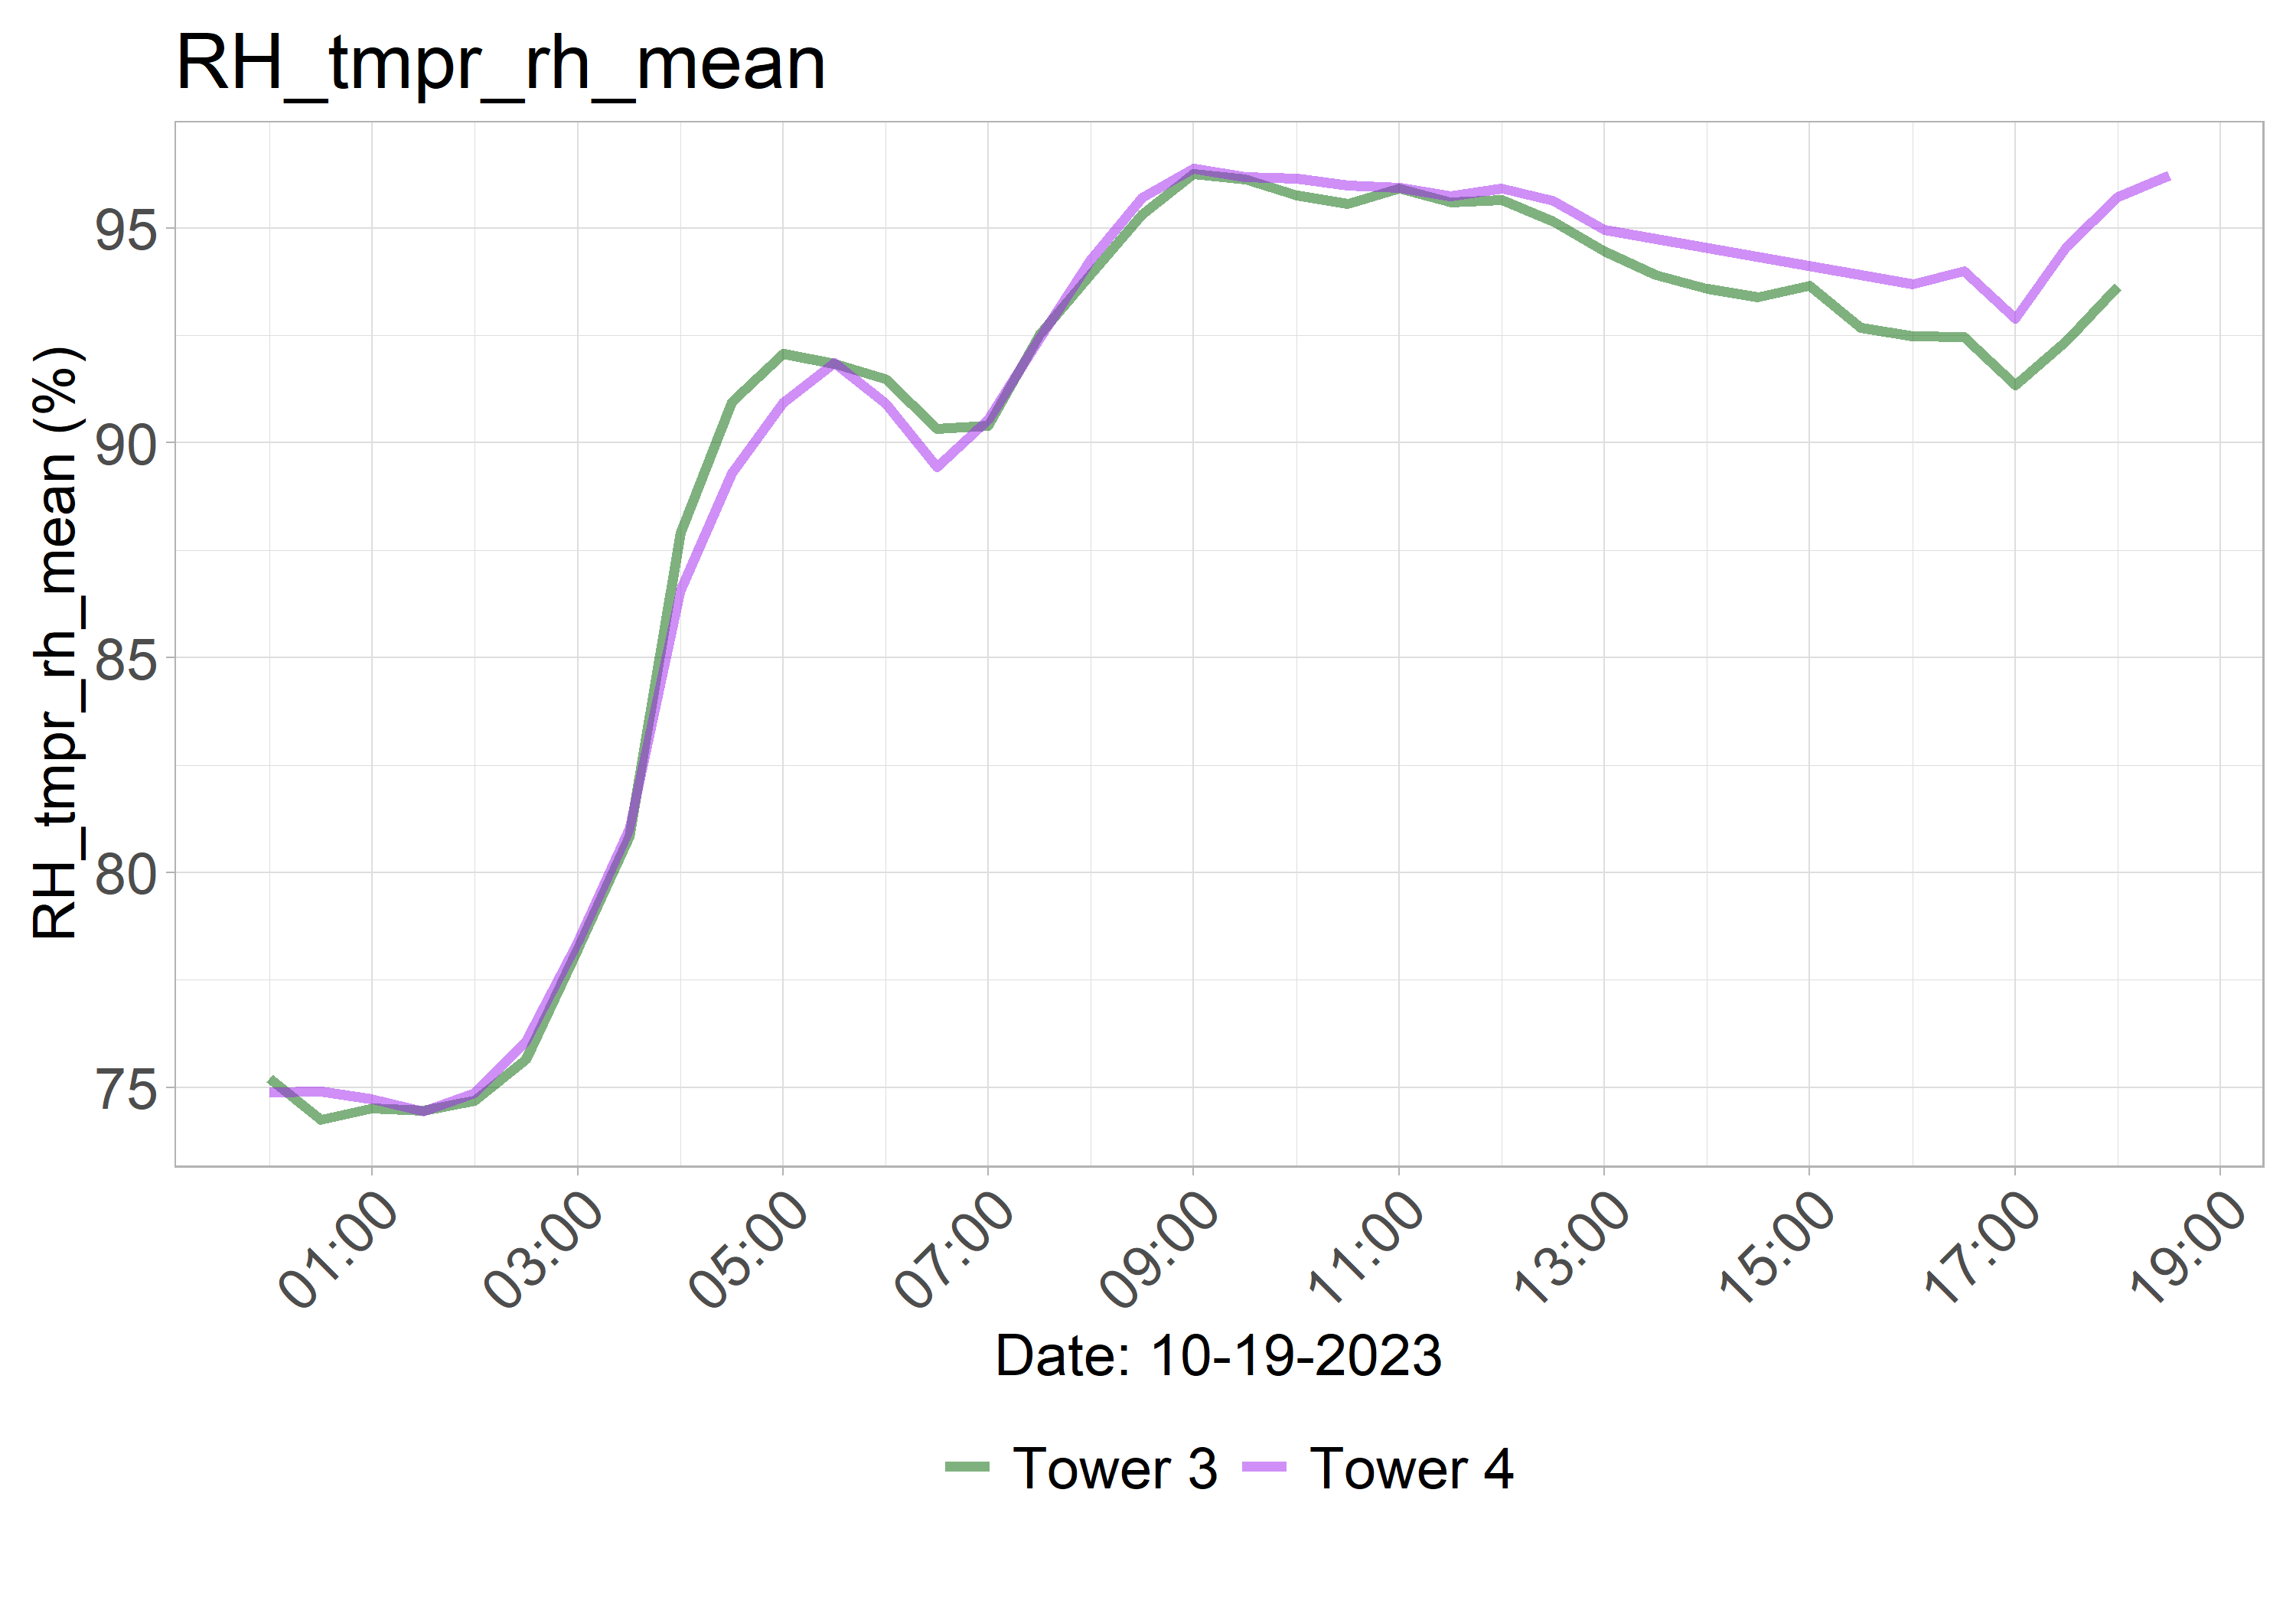 RH_tmpr_rh_mean
RH_tmpr_rh_mean (%)
95
90
85
80
75
01:00 03:00 05:00 07:00 09:00 11:00 13:00 15:00 17:00 19:00
Date: 10-19-2023
Tower 3 Tower 4